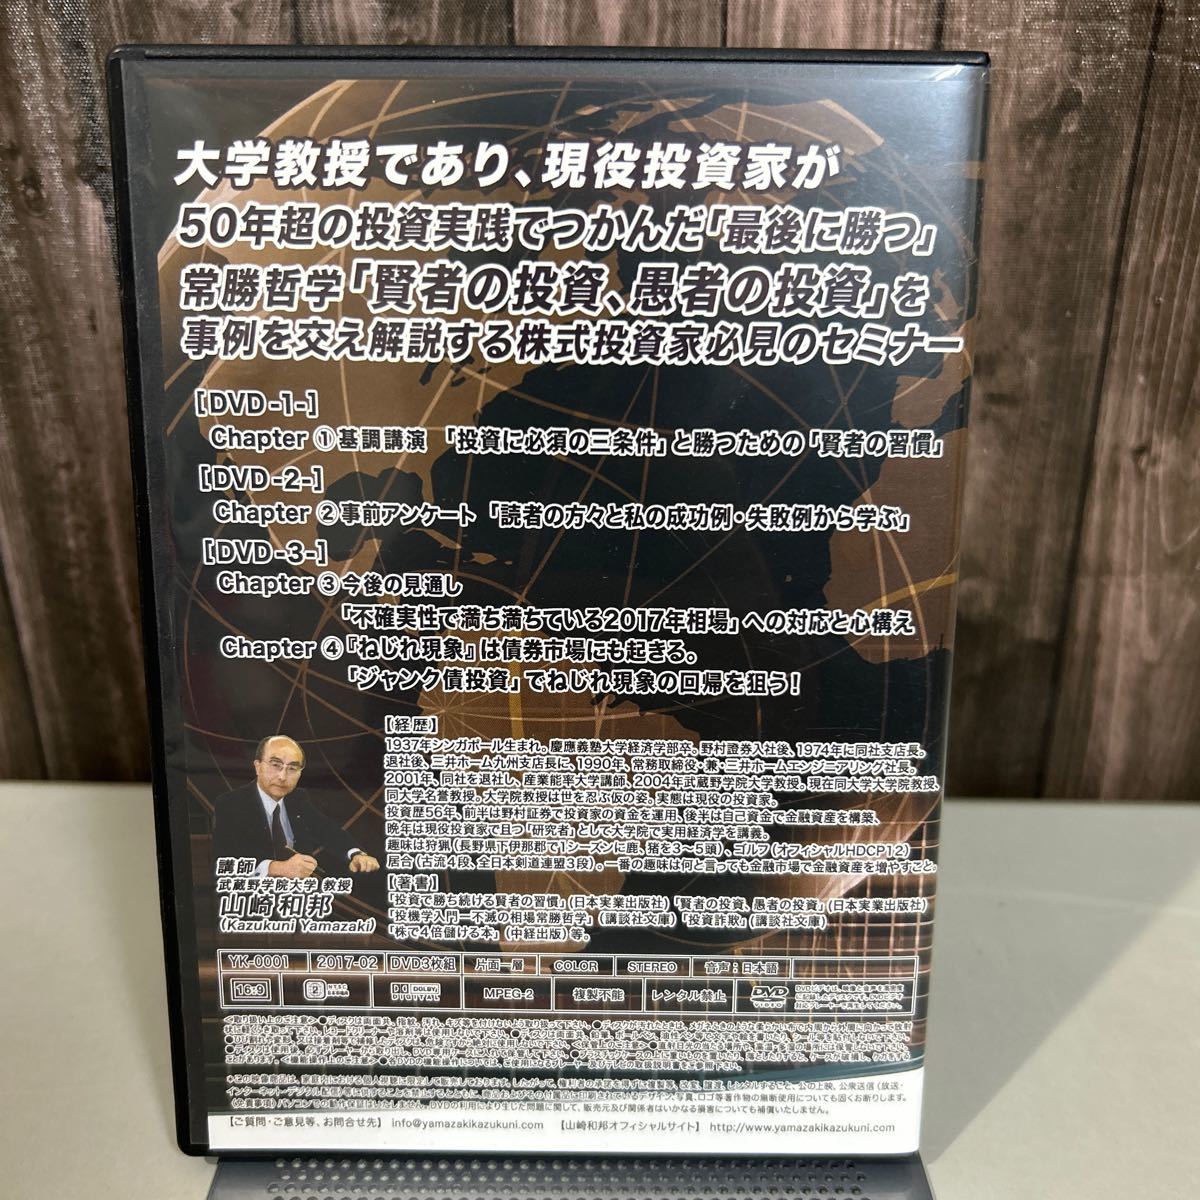 大学教授であり、現役投資家が
50年超の投資実践でつかんだ「最後に勝つ」
常勝哲学「賢者の投資、愚者の投資」を
事例を交え解説する株式投資家必見のセミナー
[DVD-1-]
Chapter ①基調講演 「投資に必須の三条件」と勝つための「賢者の習慣」
[DVD-2-]
Chapter ②事前アンケート 「読者の方々と私の成功例・失敗例から学ぶ」
[DVD-3-]
Chapter ③今後の見通し
「不確実性で満ち満ちている2017年相場」への対応と心構え
Chapter ④『ねじれ現象』は債券市場にも起きる。
「ジャンク債投資」でねじれ現象の回帰を狙う!
【経歴】
1937年シンガポール生まれ。慶應義塾大学経済学部卒。野村證券入社後、1974年に同社支店長。
退社後、三井ホーム九州支店長に、1990年、常務取締役・兼・三井ホームエンジニアリング社長。
2001年、同社を退社し、産業能率大学講師、2004年武蔵野学院大学教授。現在同大学大学院教授、
同大学名誉教授。大学院教授は世を忍ぶ仮の姿。実態は現役の投資家。
投資歴56年、前半は野村証券で投資家の資金を運用、後半は自己資金で金融資産を構築、
晩年は現役投資家で且つ「研究者」として大学院で実用経済学を講義。
趣味は狩猟(長野県下伊那郡で1シーズンに鹿、猪を3〜5頭)、ゴルフ(オフィシャルHDCP12)
居合(古流4段、全日本剣道連盟3段)。一番の趣味は何と言っても金融市場で金融資産を増やすこと。
【著書】
「投資で勝ち続ける賢者の習慣」(日本実業出版社)「賢者の投資、愚者の投資」(日本実業出版社)
「投機学入門ー不滅の相場常勝哲学」(講談社文庫)「投資詐欺」(講談社文庫)
「株で4倍儲ける本」(中経出版)等。
講師
武蔵野学院大学 教授
山崎和邦
(Kazukuni Yamazaki)
YK-0001 2017-02 DVD3枚組 片面一層 COLOR STEREO 音声:日本語
16:9 2 NTSC DOLBY DIGITAL MPEG-2 複製不能 レンタル禁止 DVD VIDEO
【ご質問・ご意見等、お問合せ先】 info@yamazakikazukuni.com 【山崎和邦オフィシャルサイト】 http://www.yamazakikazukuni.com